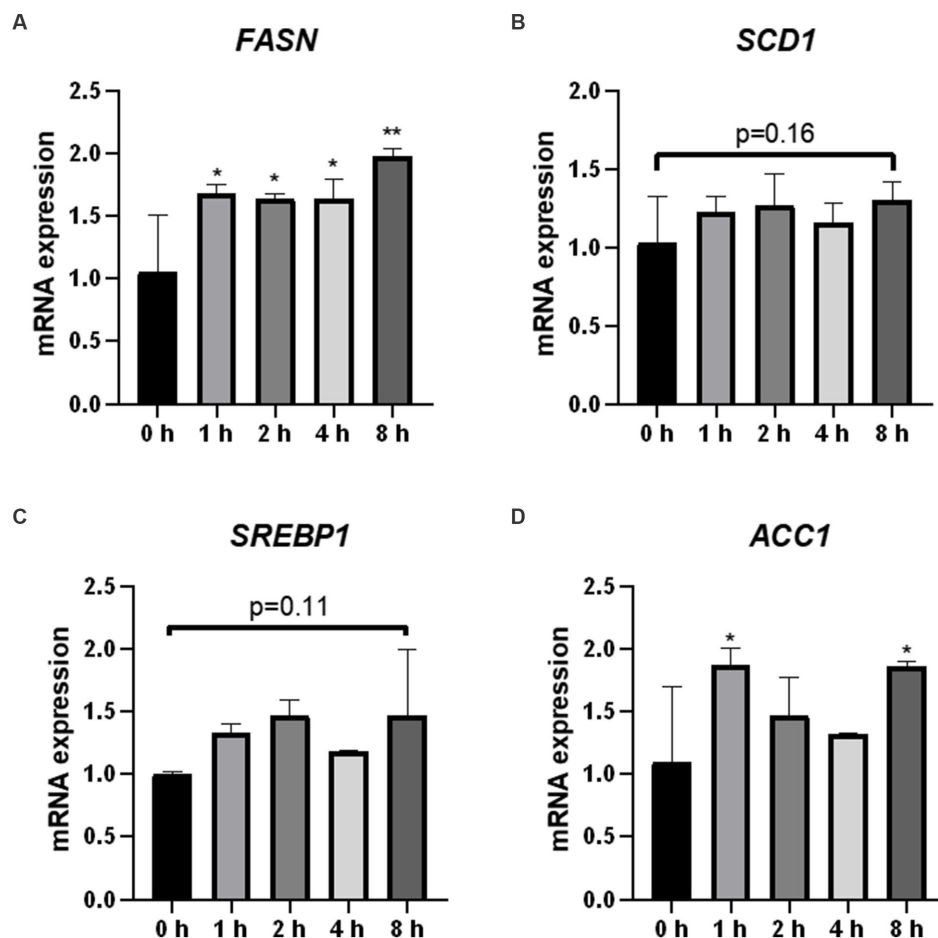 A
FASN
mRNA expression
2.5
2.0
1.5
1.0
0.5
0.0
* * * **
0 h 1 h 2 h 4 h 8 h
B
SCD1
mRNA expression
2.0
1.5
1.0
0.5
0.0
p=0.16
0 h 1 h 2 h 4 h 8 h
C
SREBP1
mRNA expression
2.5
2.0
1.5
1.0
0.5
0.0
p=0.11
0 h 1 h 2 h 4 h 8 h
D
ACC1
mRNA expression
2.5
2.0
1.5
1.0
0.5
0.0
* *
0 h 1 h 2 h 4 h 8 h